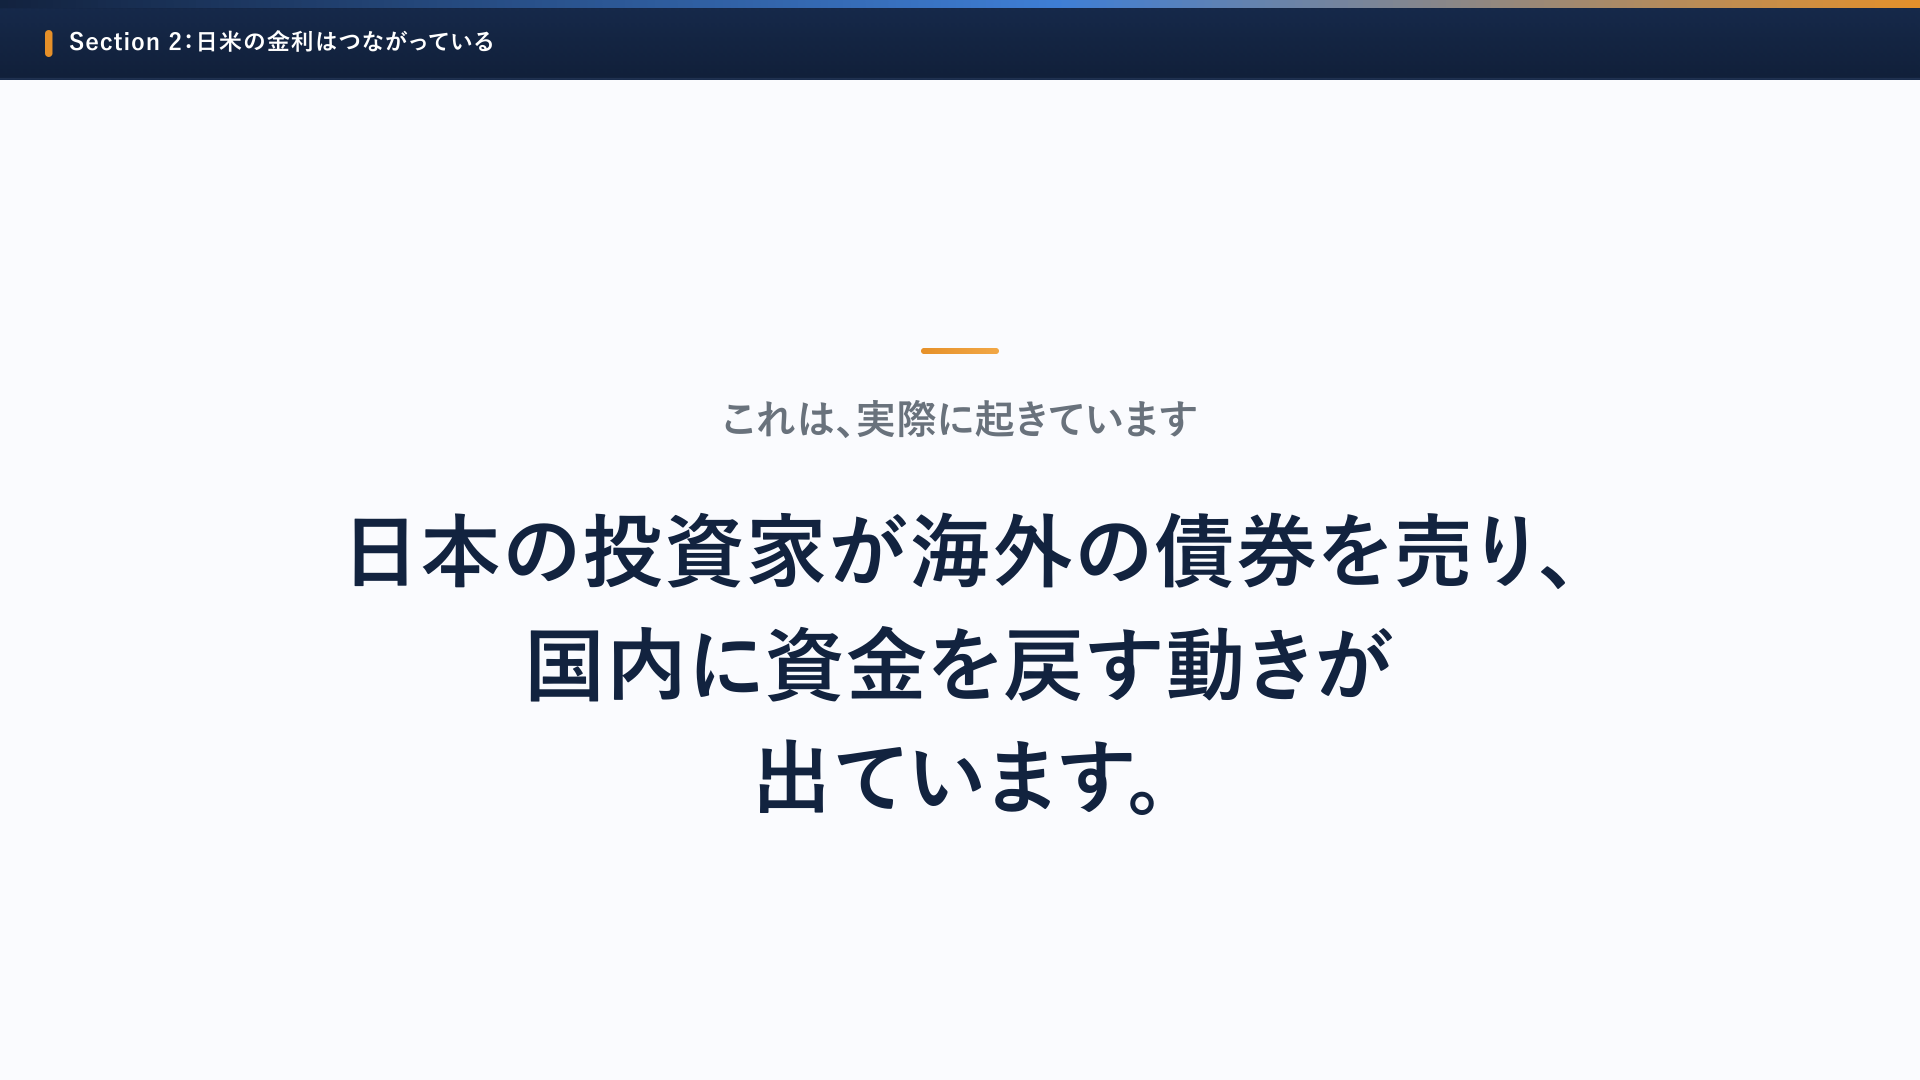 Section 2：日米の金利はつながっている
これは、実際に起きています
日本の投資家が海外の債券を売り、
国内に資金を戻す動きが
出ています。